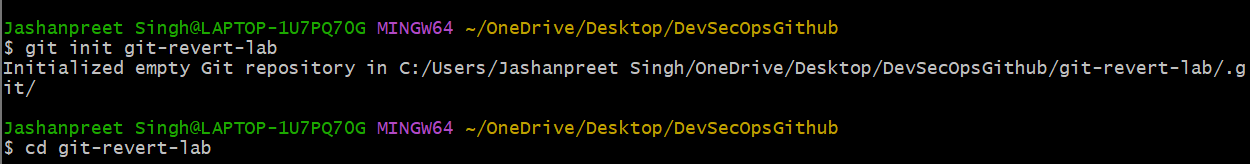 Jashanpreet Singh@LAPTOP-1U7PQ7OG MINGW64 ~/OneDrive/Desktop/DevSecOpsGithub
$ git init git-revert-lab
Initialized empty Git repository in C:/Users/Jashanpreet Singh/OneDrive/Desktop/DevSecOpsGithub/git-revert-lab/.g
it/
Jashanpreet Singh@LAPTOP-1U7PQ7OG MINGW64 ~/OneDrive/Desktop/DevSecOpsGithub
$ cd git-revert-lab